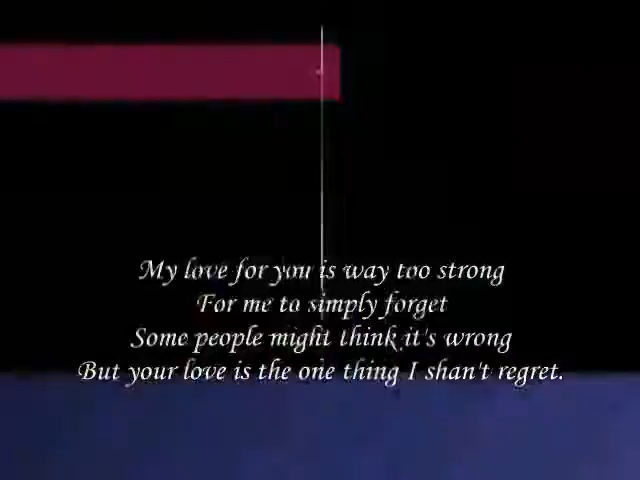 My love for you is way too strong
For me to simply forget
Some people might think it's wrong
But your love is the one thing I shan't regret.